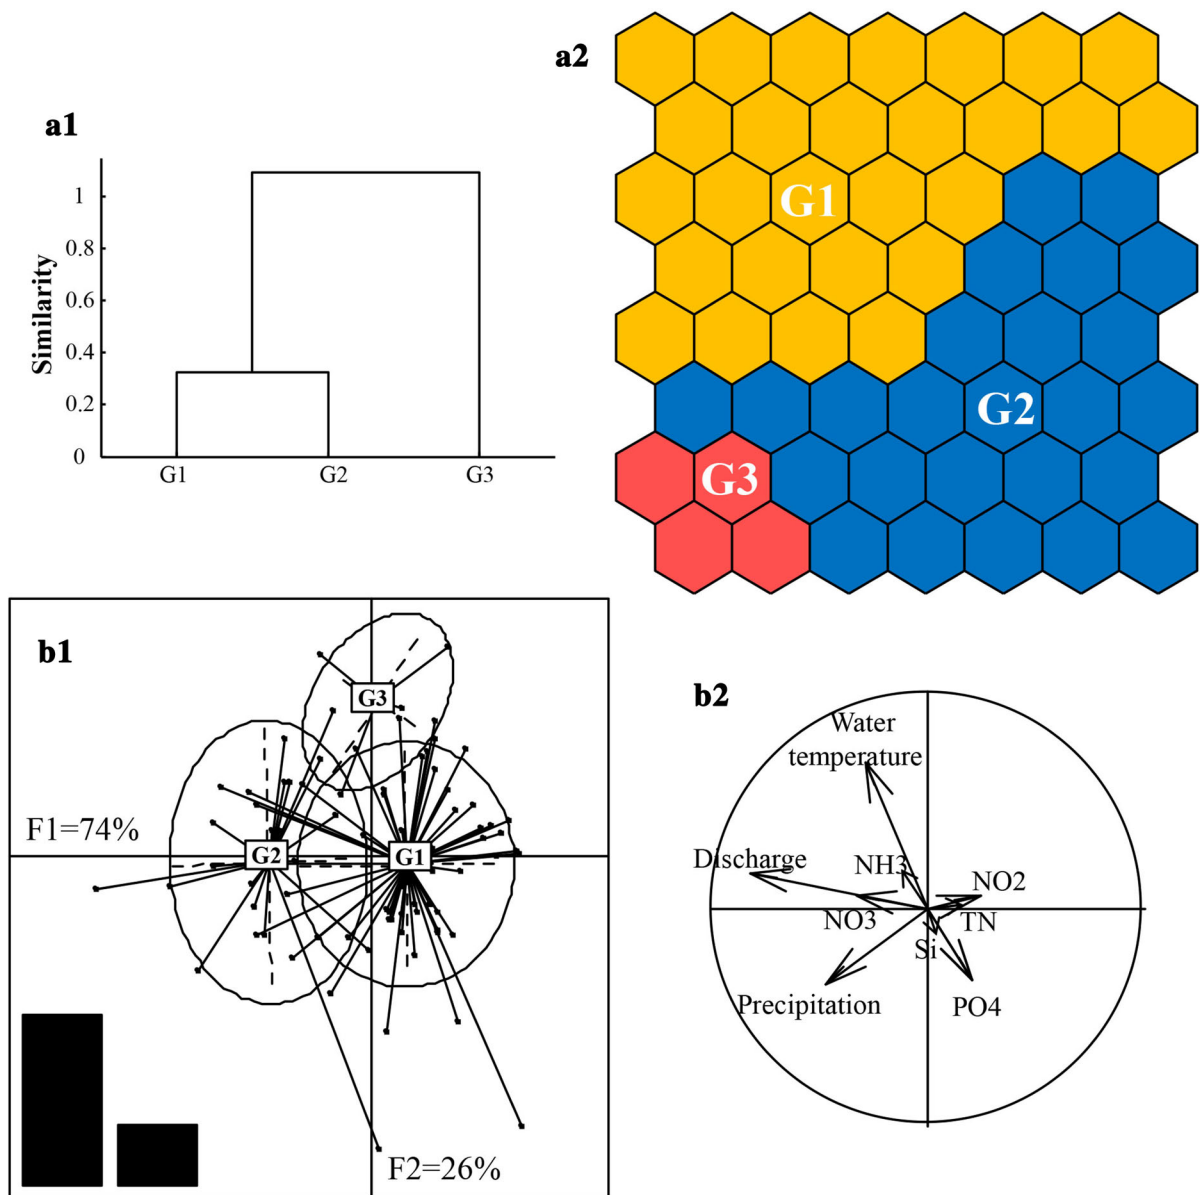 a1
Similarity
1
0.8
0.6
0.4
0.2
0
G1
G2
G3
a2
G1
G2
G3
b1
G3
F1=74%
G2
G1
F2=26%
b2
Water
temperature
Discharge
NH3
NO2
NO3
TN
Si
Precipitation
PO4